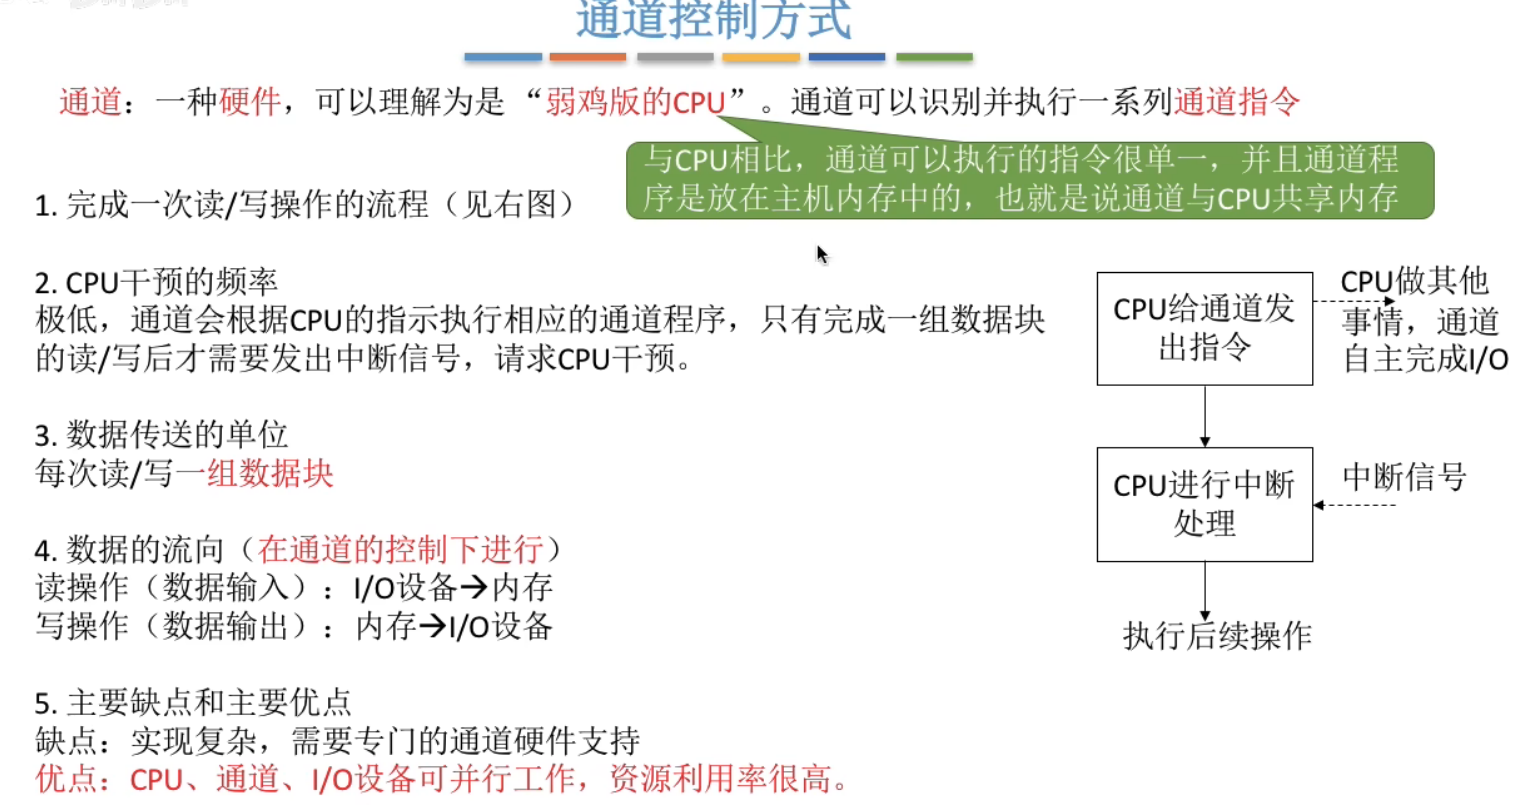 通道控制方式
通道：一种硬件，可以理解为是“弱鸡版的CPU”。通道可以识别并执行一系列通道指令
与CPU相比，通道可以执行的指令很单一，并且通道程
序是放在主机内存中的，也就是说通道与CPU共享内存
1. 完成一次读/写操作的流程（见右图）
2. CPU干预的频率
极低，通道会根据CPU的指示执行相应的通道程序，只有完成一组数据块
的读/写后才需要发出中断信号，请求CPU干预。
3. 数据传送的单位
每次读/写一组数据块
4. 数据的流向（在通道的控制下进行）
读操作（数据输入）：I/O设备→内存
写操作（数据输出）：内存→I/O设备
5. 主要缺点和主要优点
缺点：实现复杂，需要专门的通道硬件支持
优点：CPU、通道、I/O设备可并行工作，资源利用率很高。
CPU给通道发
出指令
CPU做其他
事情，通道
自主完成I/O
CPU进行中断
处理
中断信号
执行后续操作